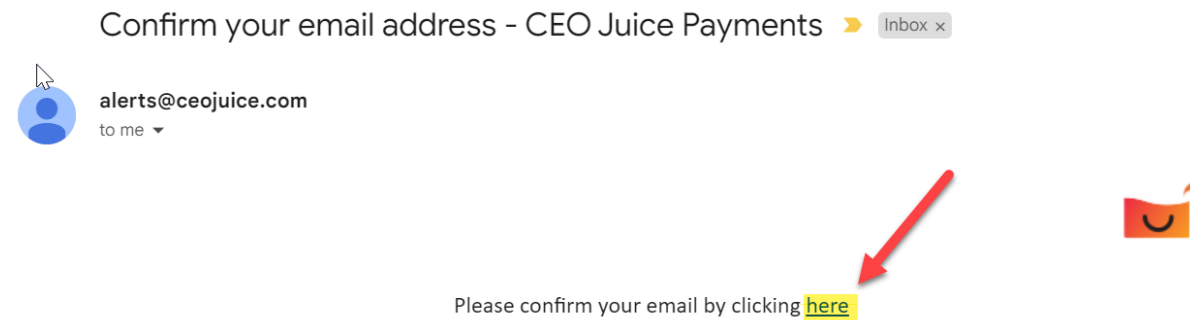 Confirm your email address - CEO Juice Payments Inbox ×
alerts@ceojuice.com
to me
Please confirm your email by clicking here